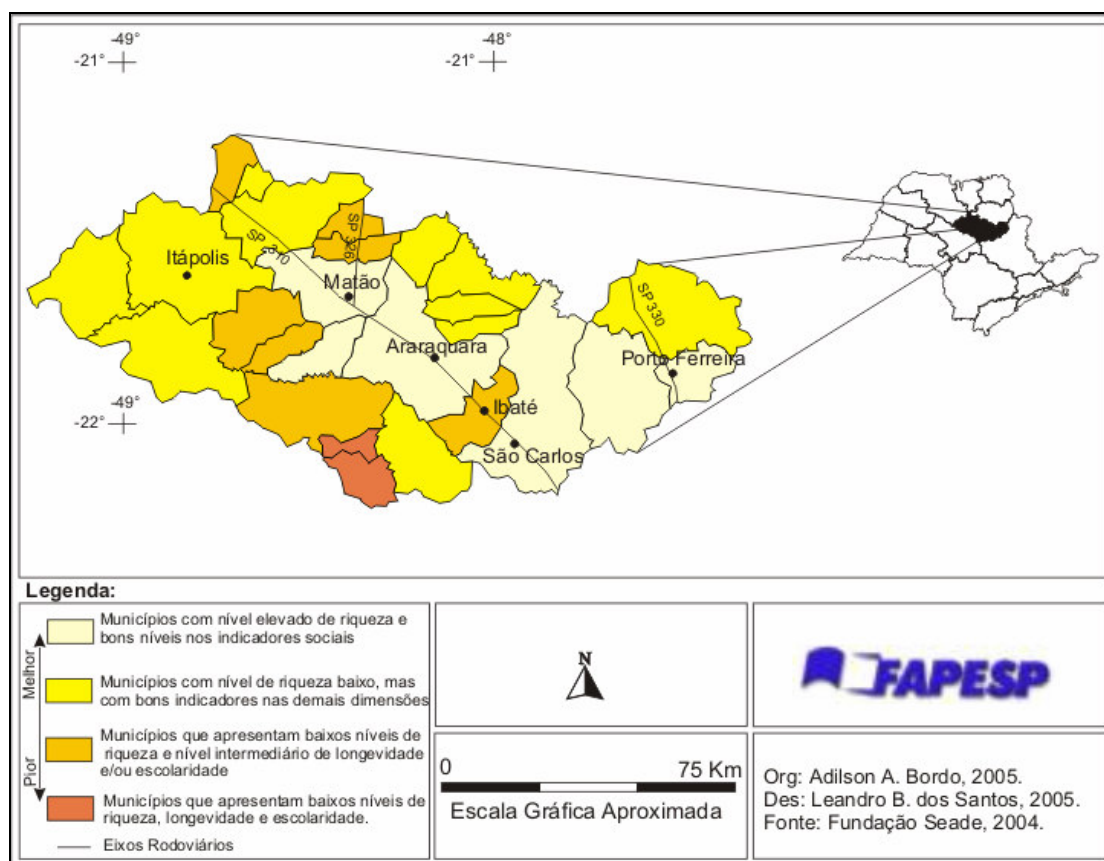 -49°
-21°
-48°
-21°
SP 310
SP 326
Itápolis
Matão
SP 330
Araraquara
Porto Ferreira
-49°
-22°
Ibaté
São Carlos
Legenda:
Melhor
Pior
Municípios com nível elevado de riqueza e
bons níveis nos indicadores sociais
Municípios com nível de riqueza baixo, mas
com bons indicadores nas demais dimensões
Municípios que apresentam baixos níveis de
riqueza e nível intermediário de longevidade
e/ou escolaridade
Municípios que apresentam baixos níveis de
riqueza, longevidade e escolaridade.
Eixos Rodoviários
N
0 75 Km
Escala Gráfica Aproximada
FAPESP
Org: Adilson A. Bordo, 2005.
Des: Leandro B. dos Santos, 2005.
Fonte: Fundação Seade, 2004.